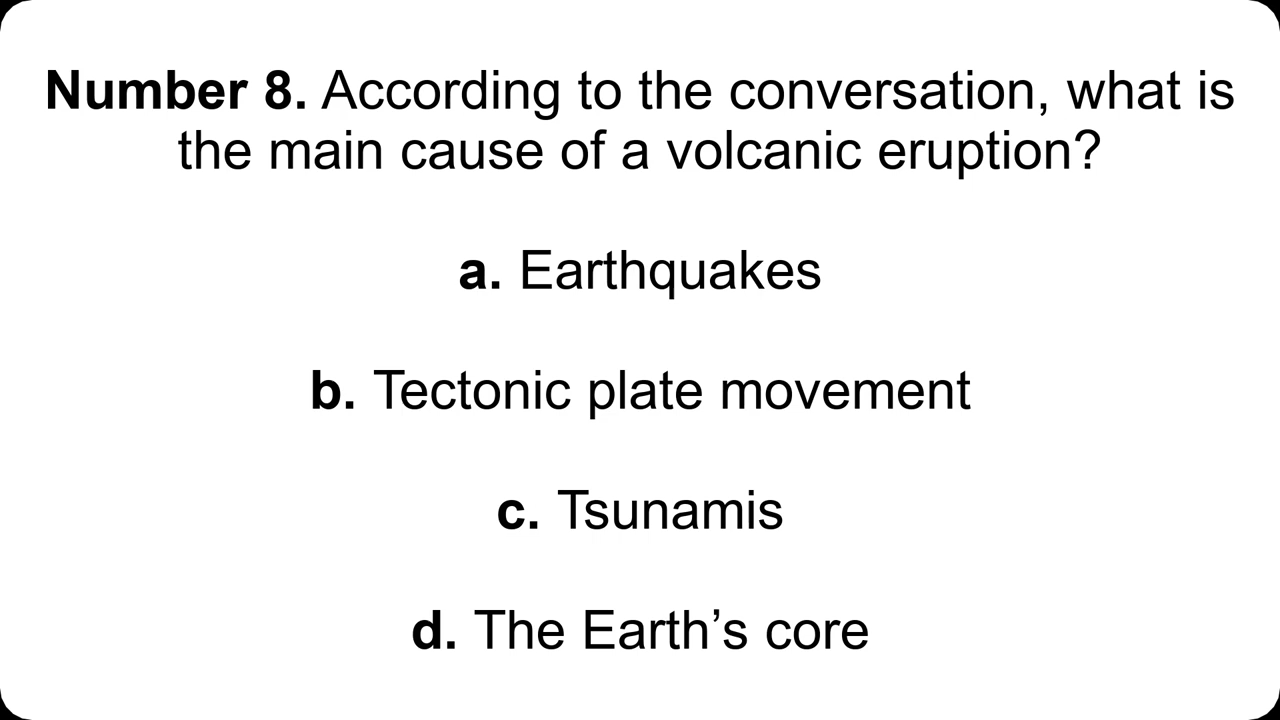 Number 8. According to the conversation, what is
the main cause of a volcanic eruption?
a. Earthquakes
b. Tectonic plate movement
c. Tsunamis
d. The Earth’s core